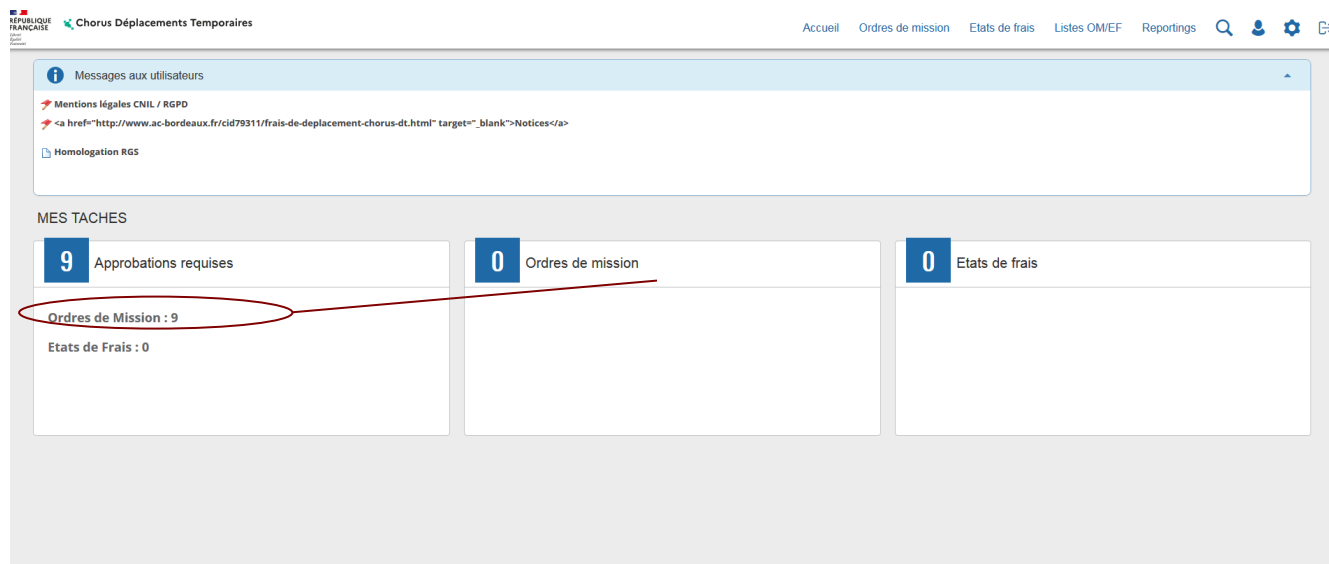 RÉPUBLIQUE
FRANÇAISE
Liberté
Égalité
Fraternité
Chorus Déplacements Temporaires
Accueil Ordres de mission Etats de frais Listes OM/EF Reportings
Messages aux utilisateurs
Mentions légales CNIL / RGPD
<a href="http://www.ac-bordeaux.fr/cid79311/frais-de-deplacement-chorus-dt.html" target="_blank">Notices</a>
Homologation RGS
MES TACHES
9 Approbations requises
Ordres de Mission : 9
Etats de Frais : 0
0 Ordres de mission
0 Etats de frais